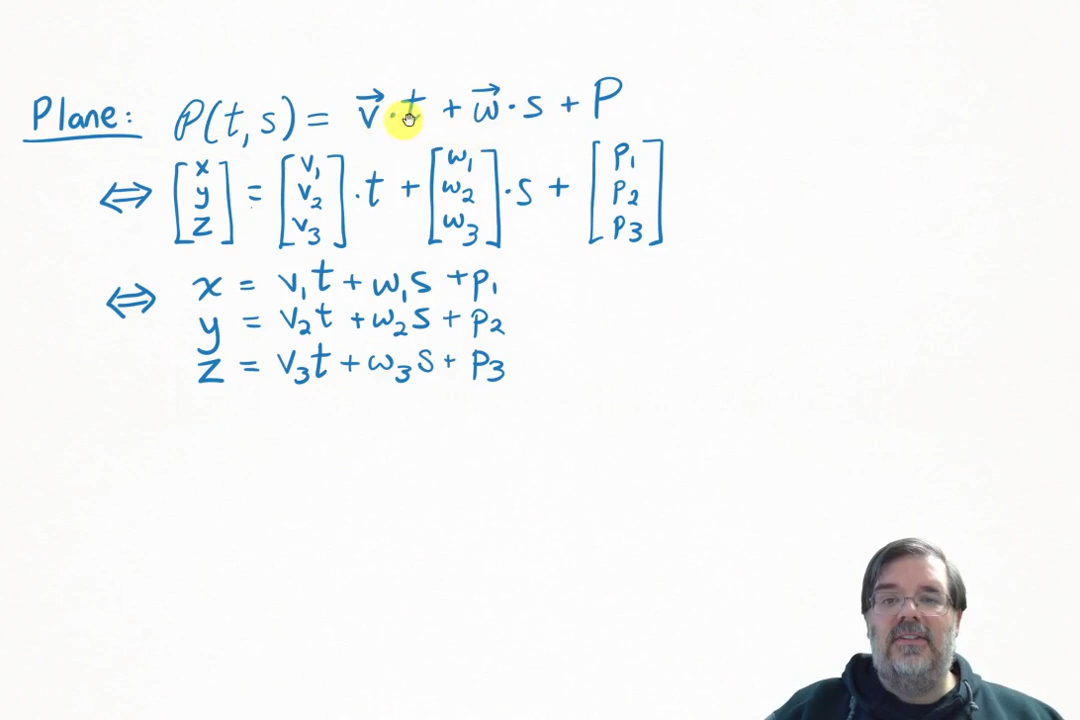 Plane: P(t,s) = v⃗·t + w⃗·s + P
⇔ [x y z] = [v₁ v₂ v₃]·t + [w₁ w₂ w₃]·s + [p₁ p₂ p₃]
⇔ x = v₁t + w₁s + p₁
y = v₂t + w₂s + p₂
z = v₃t + w₃s + p₃